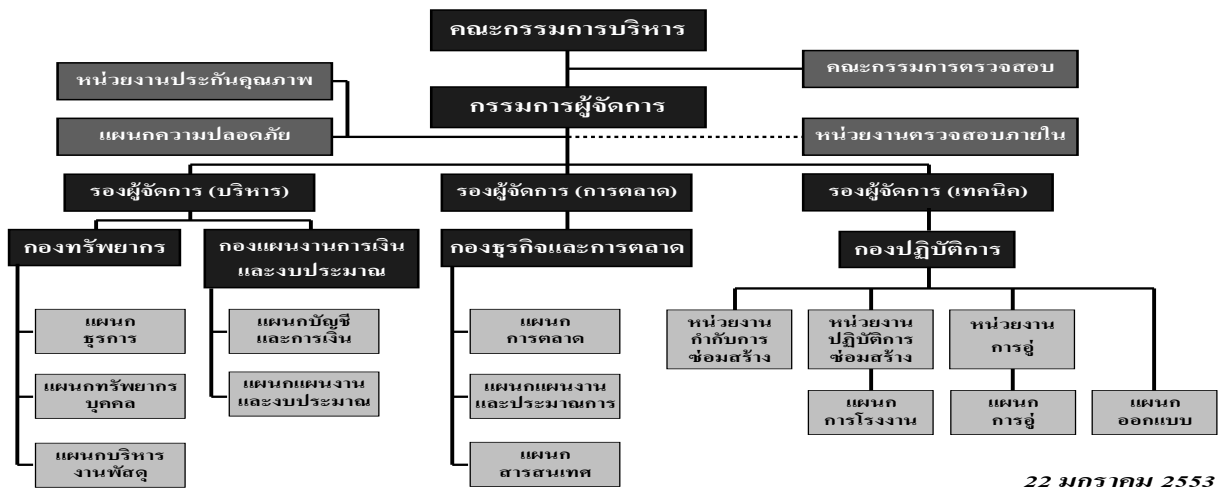 คณะกรรมการบริหาร
หน่วยงานประกันคุณภาพ
คณะกรรมการตรวจสอบ
กรรมการผู้จัดการ
แผนกความปลอดภัย
หน่วยงานตรวจสอบภายใน
รองผู้จัดการ (บริหาร)
รองผู้จัดการ (การตลาด)
รองผู้จัดการ (เทคนิค)
กองทรัพยากร
กองแผนงานการเงิน
และงบประมาณ
กองธุรกิจและการตลาด
กองปฏิบัติการ
แผนก
ธุรการ
แผนกบัญชี
และการเงิน
แผนก
การตลาด
หน่วยงาน
กำกับการ
ซ่อมสร้าง
หน่วยงาน
ปฏิบัติการ
ซ่อมสร้าง
หน่วยงาน
การอู่
แผนกทรัพยากร
บุคคล
แผนกแผนงาน
และงบประมาณ
แผนกแผนงาน
และประมาณการ
แผนก
การโรงงาน
แผนก
การอู่
แผนก
ออกแบบ
แผนกบริหาร
งานพัสดุ
แผนก
สารสนเทศ
22 มกราคม 2553